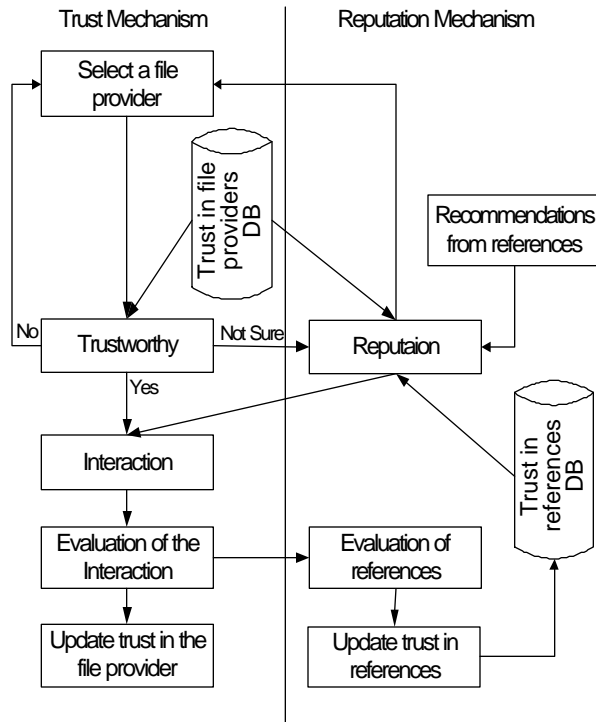 Trust Mechanism
Reputation Mechanism
Select a file
provider
Trust in file
providers
DB
Recommendations
from references
No
Trustworthy
Not Sure
Reputaion
Yes
Trust in
references
DB
Interaction
Evaluation of the
Interaction
Evaluation of
references
Update trust in the
file provider
Update trust in
references